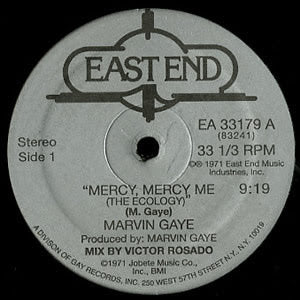 EAST END
Stereo
Side 1
EA 33179 A
(83241)
33 1/3 RPM
℗© 1971 East End Music
Industries, Inc.
"MERCY, MERCY ME
(THE ECOLOGY)"
9:19
(M. Gaye)
MARVIN GAYE
Produced by: MARVIN GAYE
MIX BY VICTOR ROSADO
©1971 Jobete Music Co.,
Inc., BMI
A DIVISION OF GAY RECORDS, INC. 250 WEST 57TH STREET N.Y., N.Y. 10019